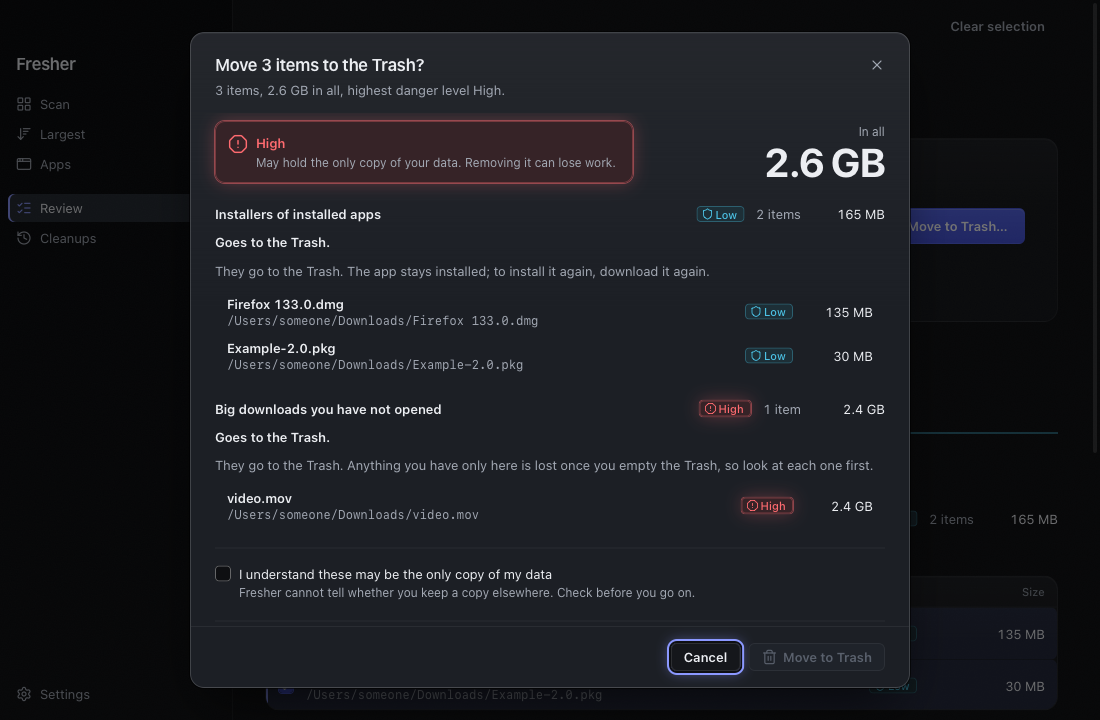 Clear selection
Fresher
Scan
Largest
Apps
Review
Cleanups
Settings
Move 3 items to the Trash?
3 items, 2.6 GB in all, highest danger level High.
High
May hold the only copy of your data. Removing it can lose work.
In all
2.6 GB
Move to Trash...
Installers of installed apps
Low
2 items
165 MB
Goes to the Trash.
They go to the Trash. The app stays installed; to install it again, download it again.
Firefox 133.0.dmg
/Users/someone/Downloads/Firefox 133.0.dmg
Low
135 MB
Example-2.0.pkg
/Users/someone/Downloads/Example-2.0.pkg
Low
30 MB
Big downloads you have not opened
High
1 item
2.4 GB
Goes to the Trash.
They go to the Trash. Anything you have only here is lost once you empty the Trash, so look at each one first.
video.mov
/Users/someone/Downloads/video.mov
High
2.4 GB
2 items
165 MB
I understand these may be the only copy of my data
Fresher cannot tell whether you keep a copy elsewhere. Check before you go on.
Size
135 MB
Cancel
Move to Trash
/Users/someone/Downloads/Example-2.0.pkg
Low
30 MB